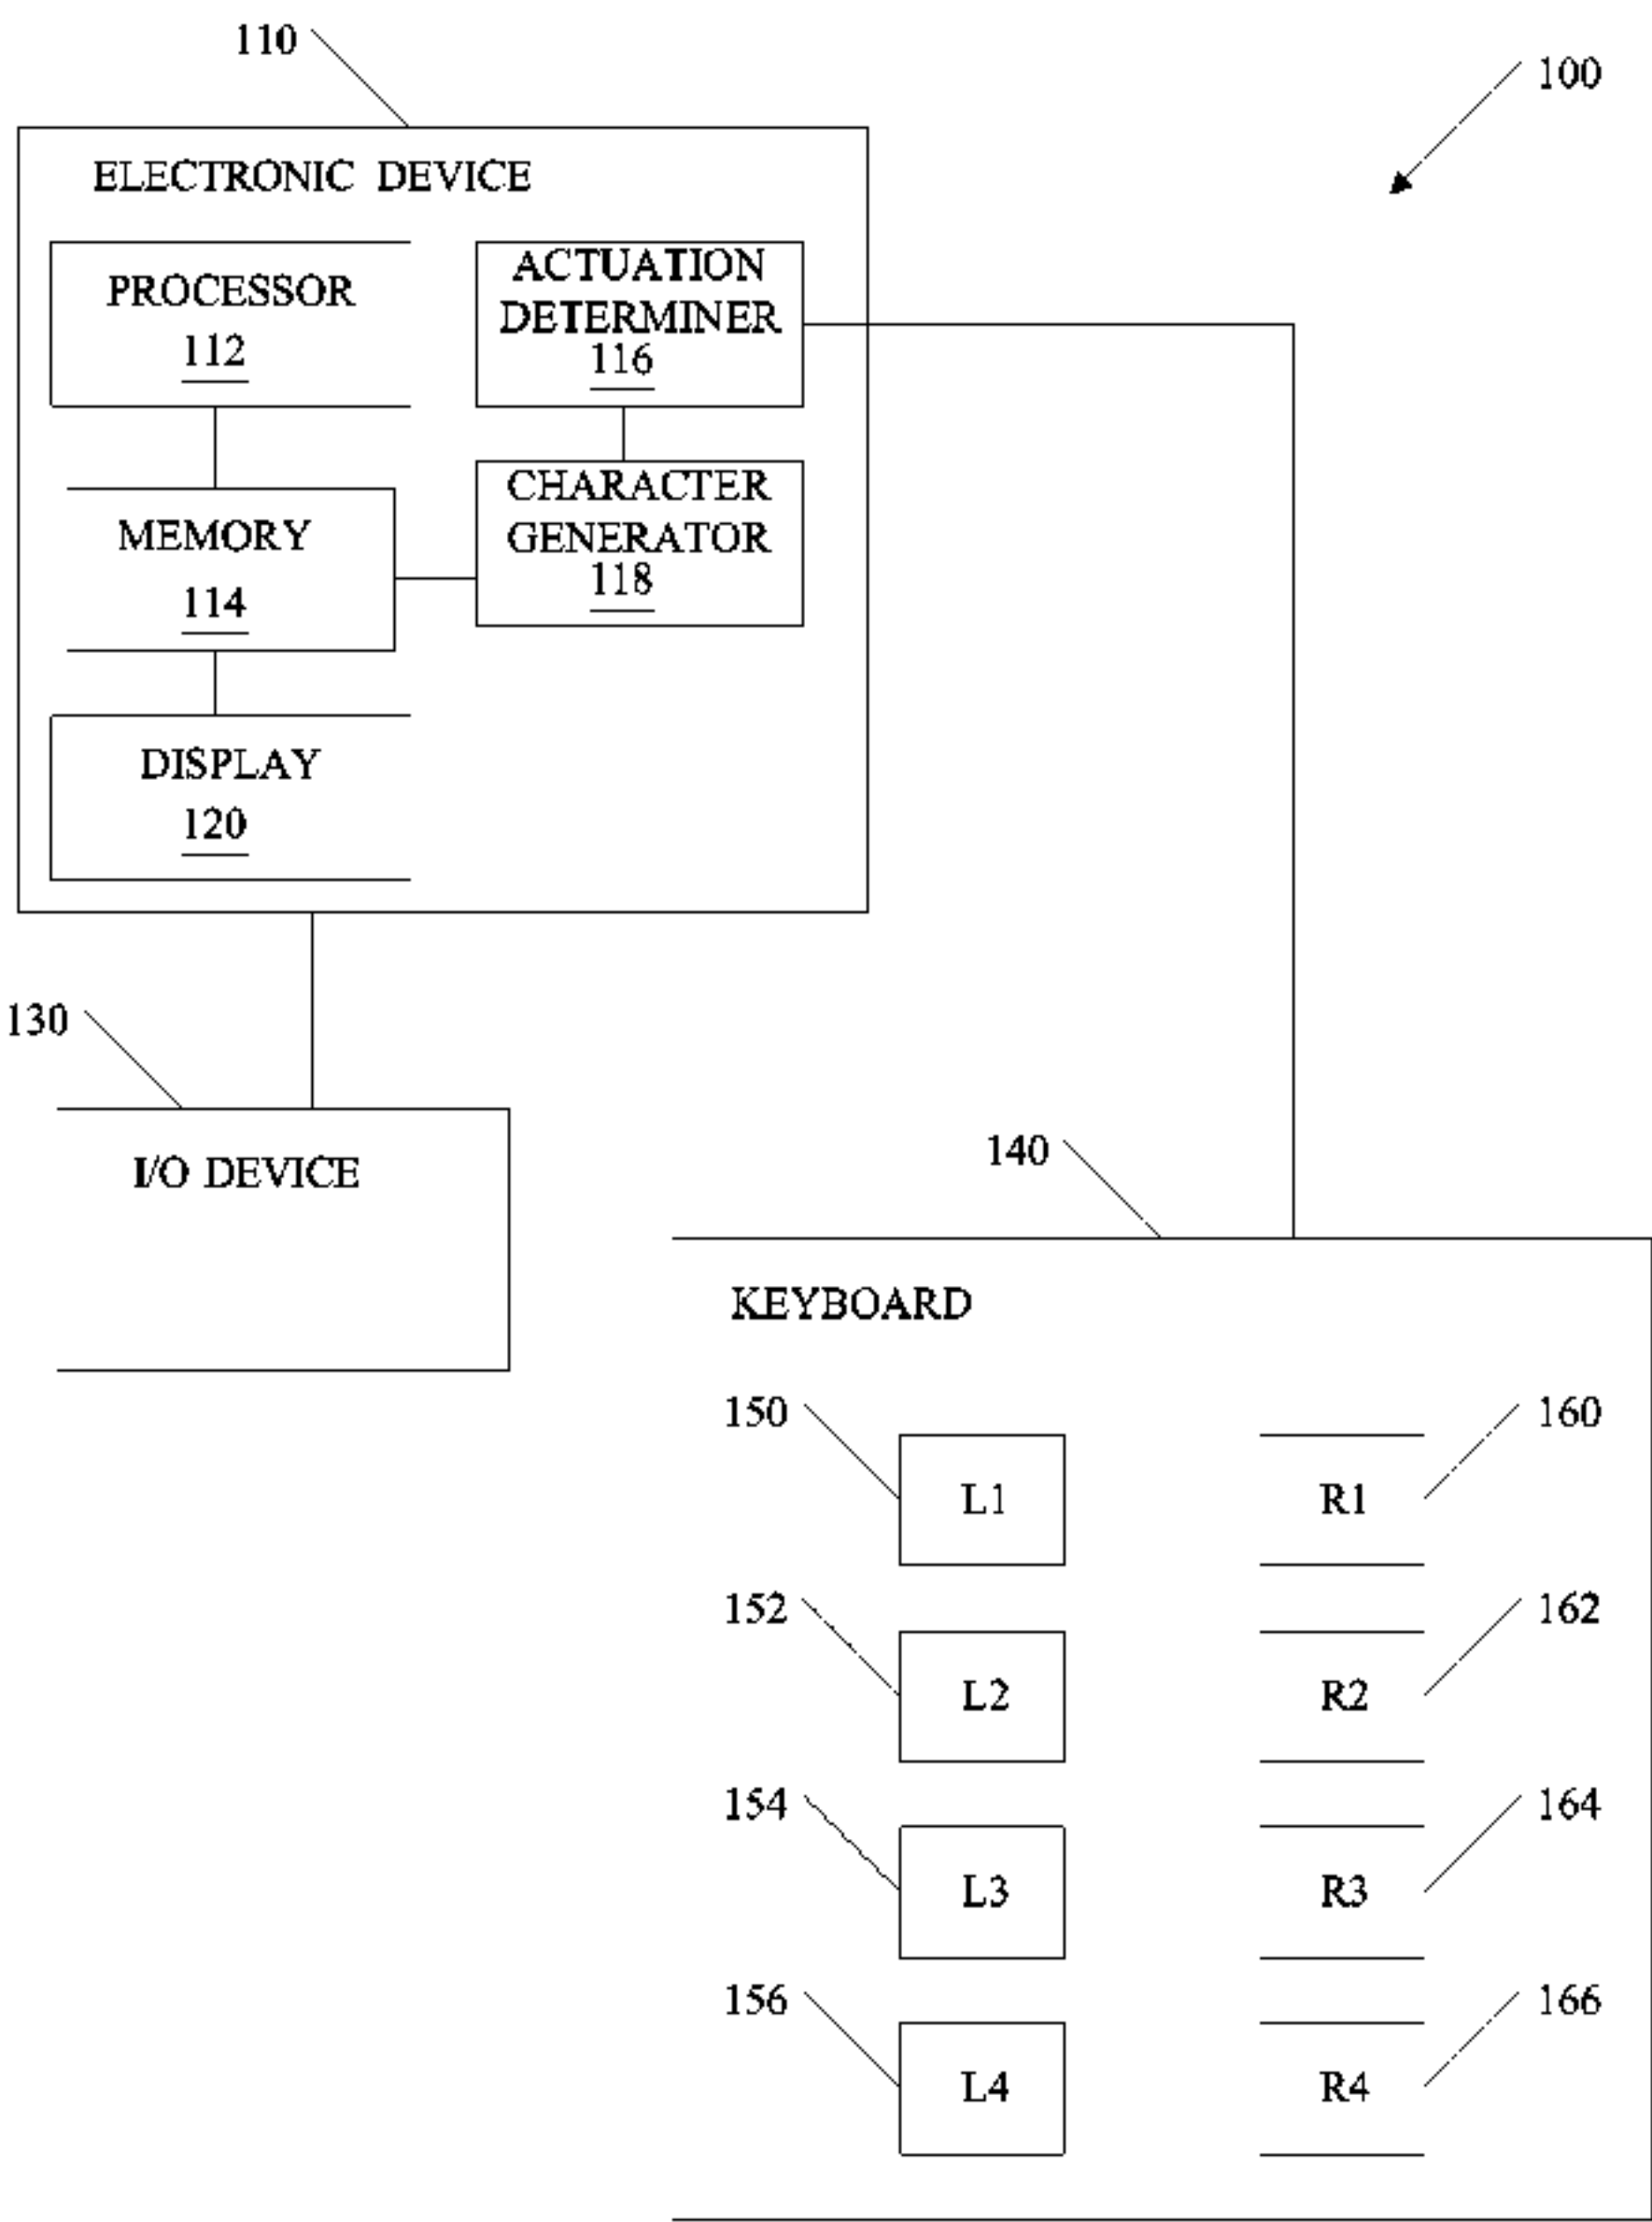 110
100
ELECTRONIC DEVICE
PROCESSOR
112
ACTUATION
DETERMINER
116
MEMORY
114
CHARACTER
GENERATOR
118
DISPLAY
120
130
I/O DEVICE
140
KEYBOARD
150
L1
R1
160
152
L2
R2
162
154
L3
R3
164
156
L4
R4
166